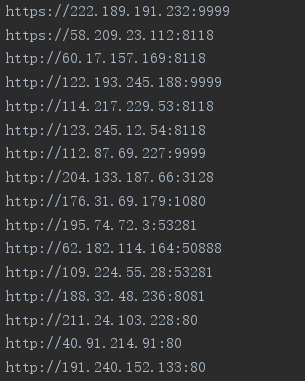 https://222.189.191.232:9999
https://58.209.23.112:8118
http://60.17.157.169:8118
http://122.193.245.188:9999
http://114.217.229.53:8118
http://123.245.12.54:8118
http://112.87.69.227:9999
http://204.133.187.66:3128
http://176.31.69.179:1080
http://195.74.72.3:53281
http://62.182.114.164:50888
http://109.224.55.28:53281
http://188.32.48.236:8081
http://211.24.103.228:80
http://40.91.214.91:80
http://191.240.152.133:80